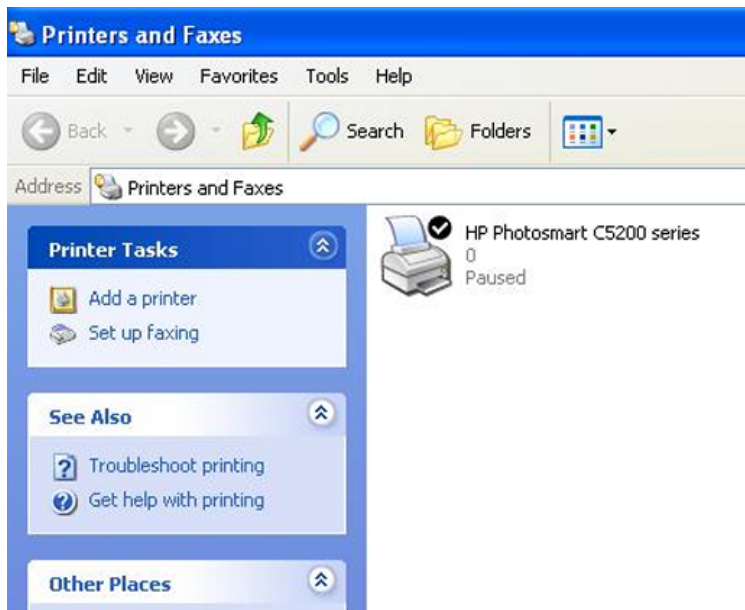 Printers and Faxes
File Edit View Favorites Tools Help
Back Search Folders
Address Printers and Faxes
Printer Tasks
Add a printer
Set up faxing
See Also
Troubleshoot printing
Get help with printing
Other Places
HP Photosmart C5200 series
0
Paused